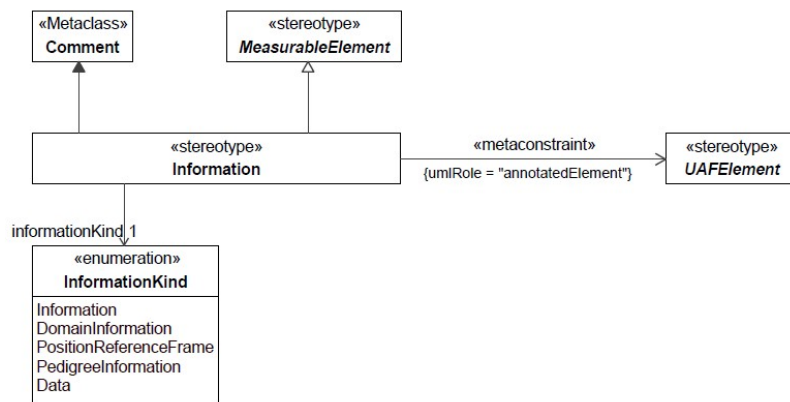 «Metaclass»
Comment
«stereotype»
MeasurableElement
«stereotype»
Information
«metaconstraint»
{umlRole = "annotatedElement"}
«stereotype»
UAFElement
informationKind 1
«enumeration»
InformationKind
Information
DomainInformation
PositionReferenceFrame
PedigreeInformation
Data